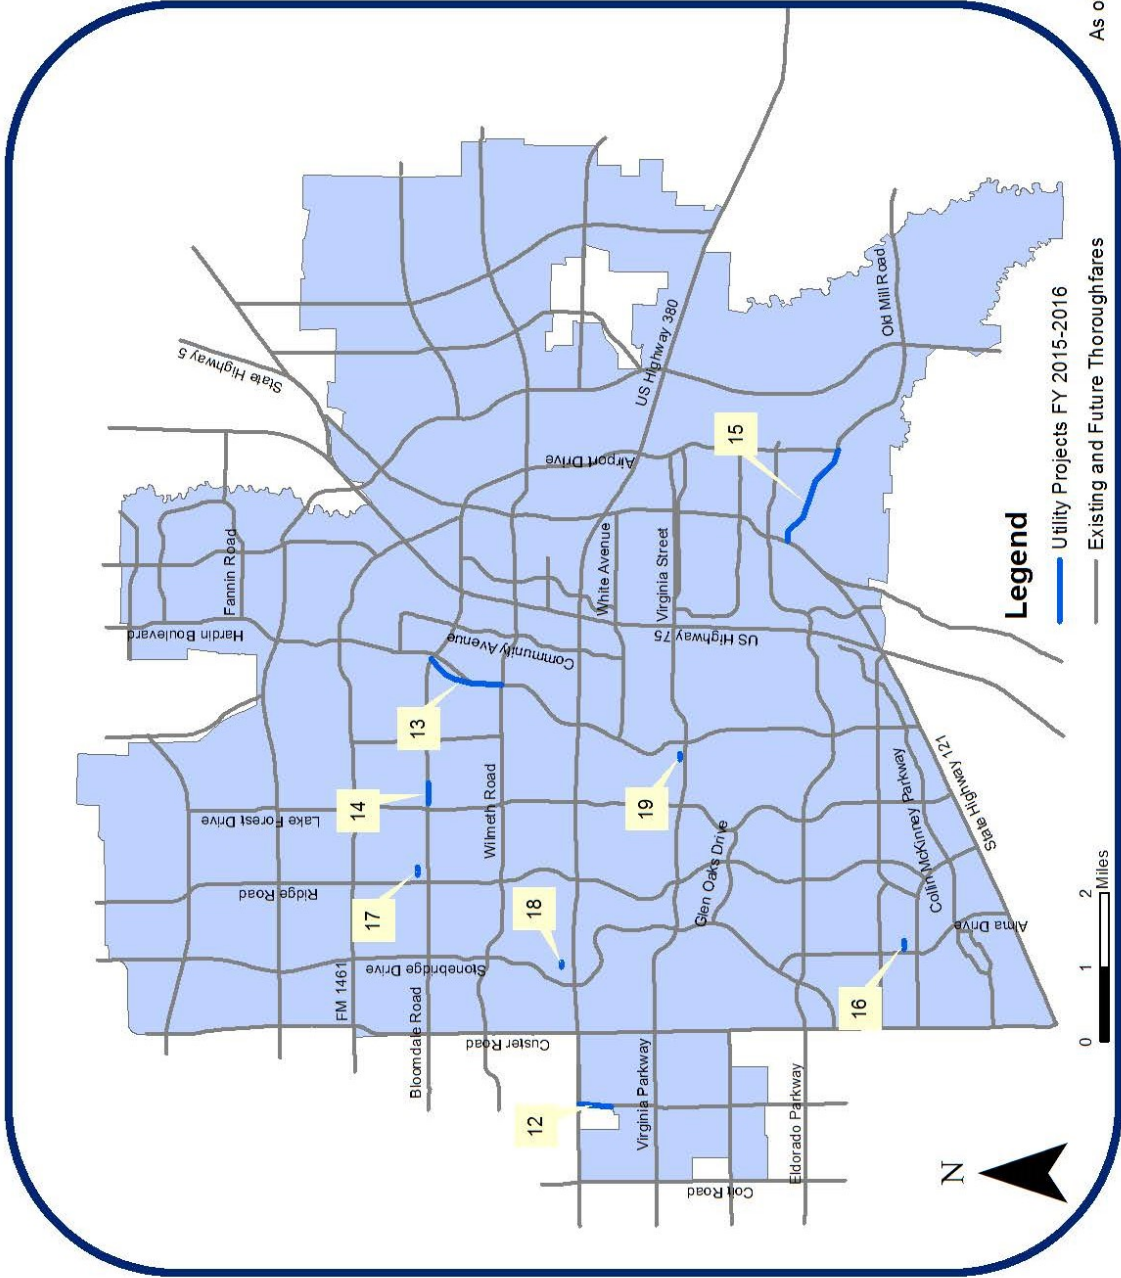 State Highway 5
Fannin Road
Hardin Boulevard
Airport Drive
US Highway 380
Old Mill Road
15
White Avenue
Virginia Street
Community Avenue
US Highway 75
13
14
Lake Forest Drive
Wilmeth Road
19
17
Ridge Road
18
Glen Oaks Drive
Collin McKinney Parkway
State Highway 121
FM 1461
Stonebridge Drive
Alma Drive
16
Bloomdale Road
Custer Road
12
Virginia Parkway
Eldorado Parkway
Coit Road
N
0 1 2
Miles
Legend
Utility Projects FY 2015-2016
Existing and Future Thoroughfares
As o